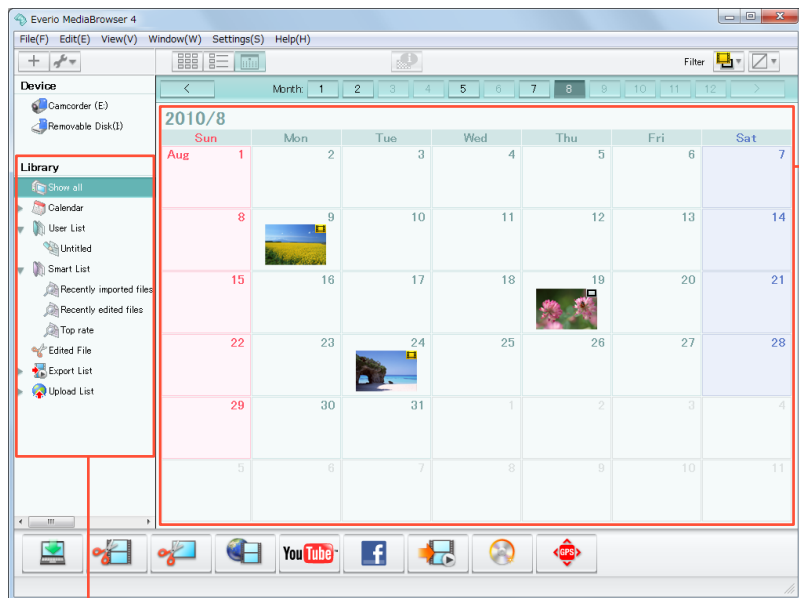 Everio MediaBrowser 4
File(F) Edit(E) View(V) Window(W) Settings(S) Help(H)
Filter
Device
Camcorder (E:)
Removable Disk(I)
Library
Show all
Calendar
User List
Untitled
Smart List
Recently imported files
Recently edited files
Top rate
Edited File
Export List
Upload List
< Month: 1 2 3 4 5 6 7 8 9 10 11 12 >
2010/8
Sun Mon Tue Wed Thu Fri Sat
Aug 1 2 3 4 5 6 7
8 9 10 11 12 13 14
15 16 17 18 19 20 21
22 23 24 25 26 27 28
29 30 31 1 2 3 4
5 6 7 8 9 10 11
YouTube f GPS